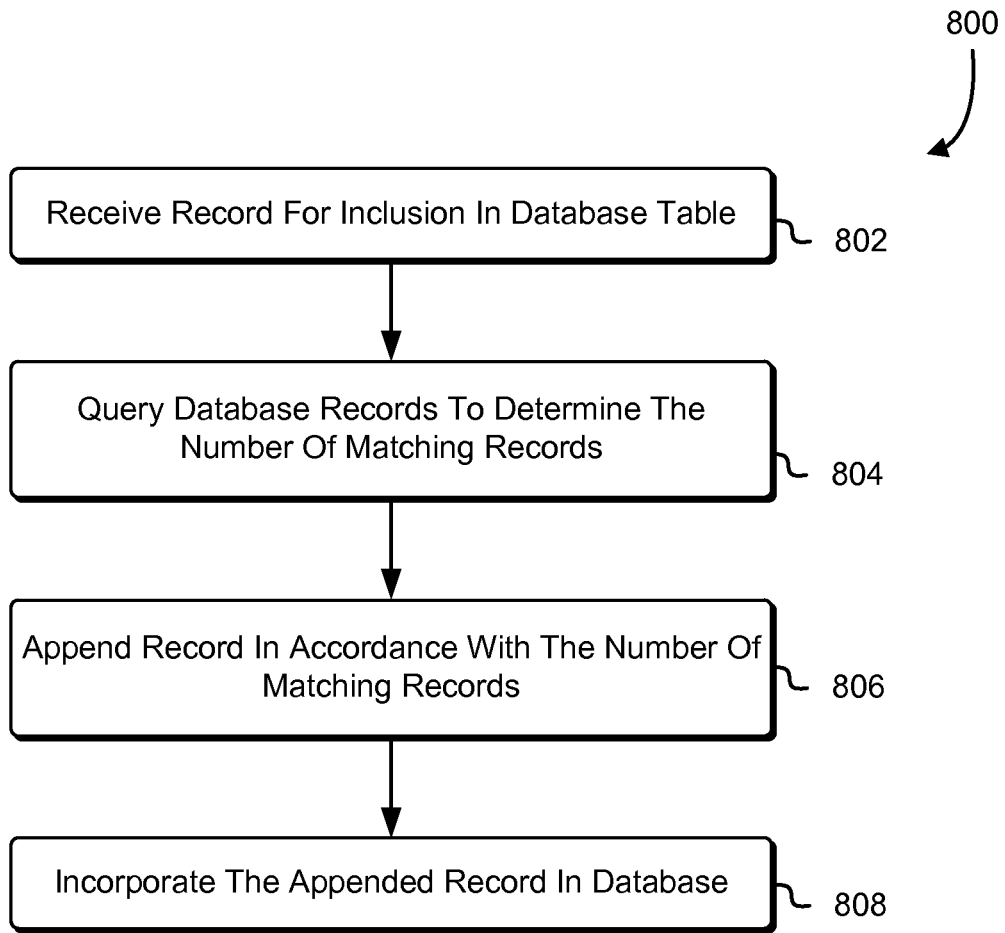 800
Receive Record For Inclusion In Database Table
802
Query Database Records To Determine The
Number Of Matching Records
804
Append Record In Accordance With The Number Of
Matching Records
806
Incorporate The Appended Record In Database
808